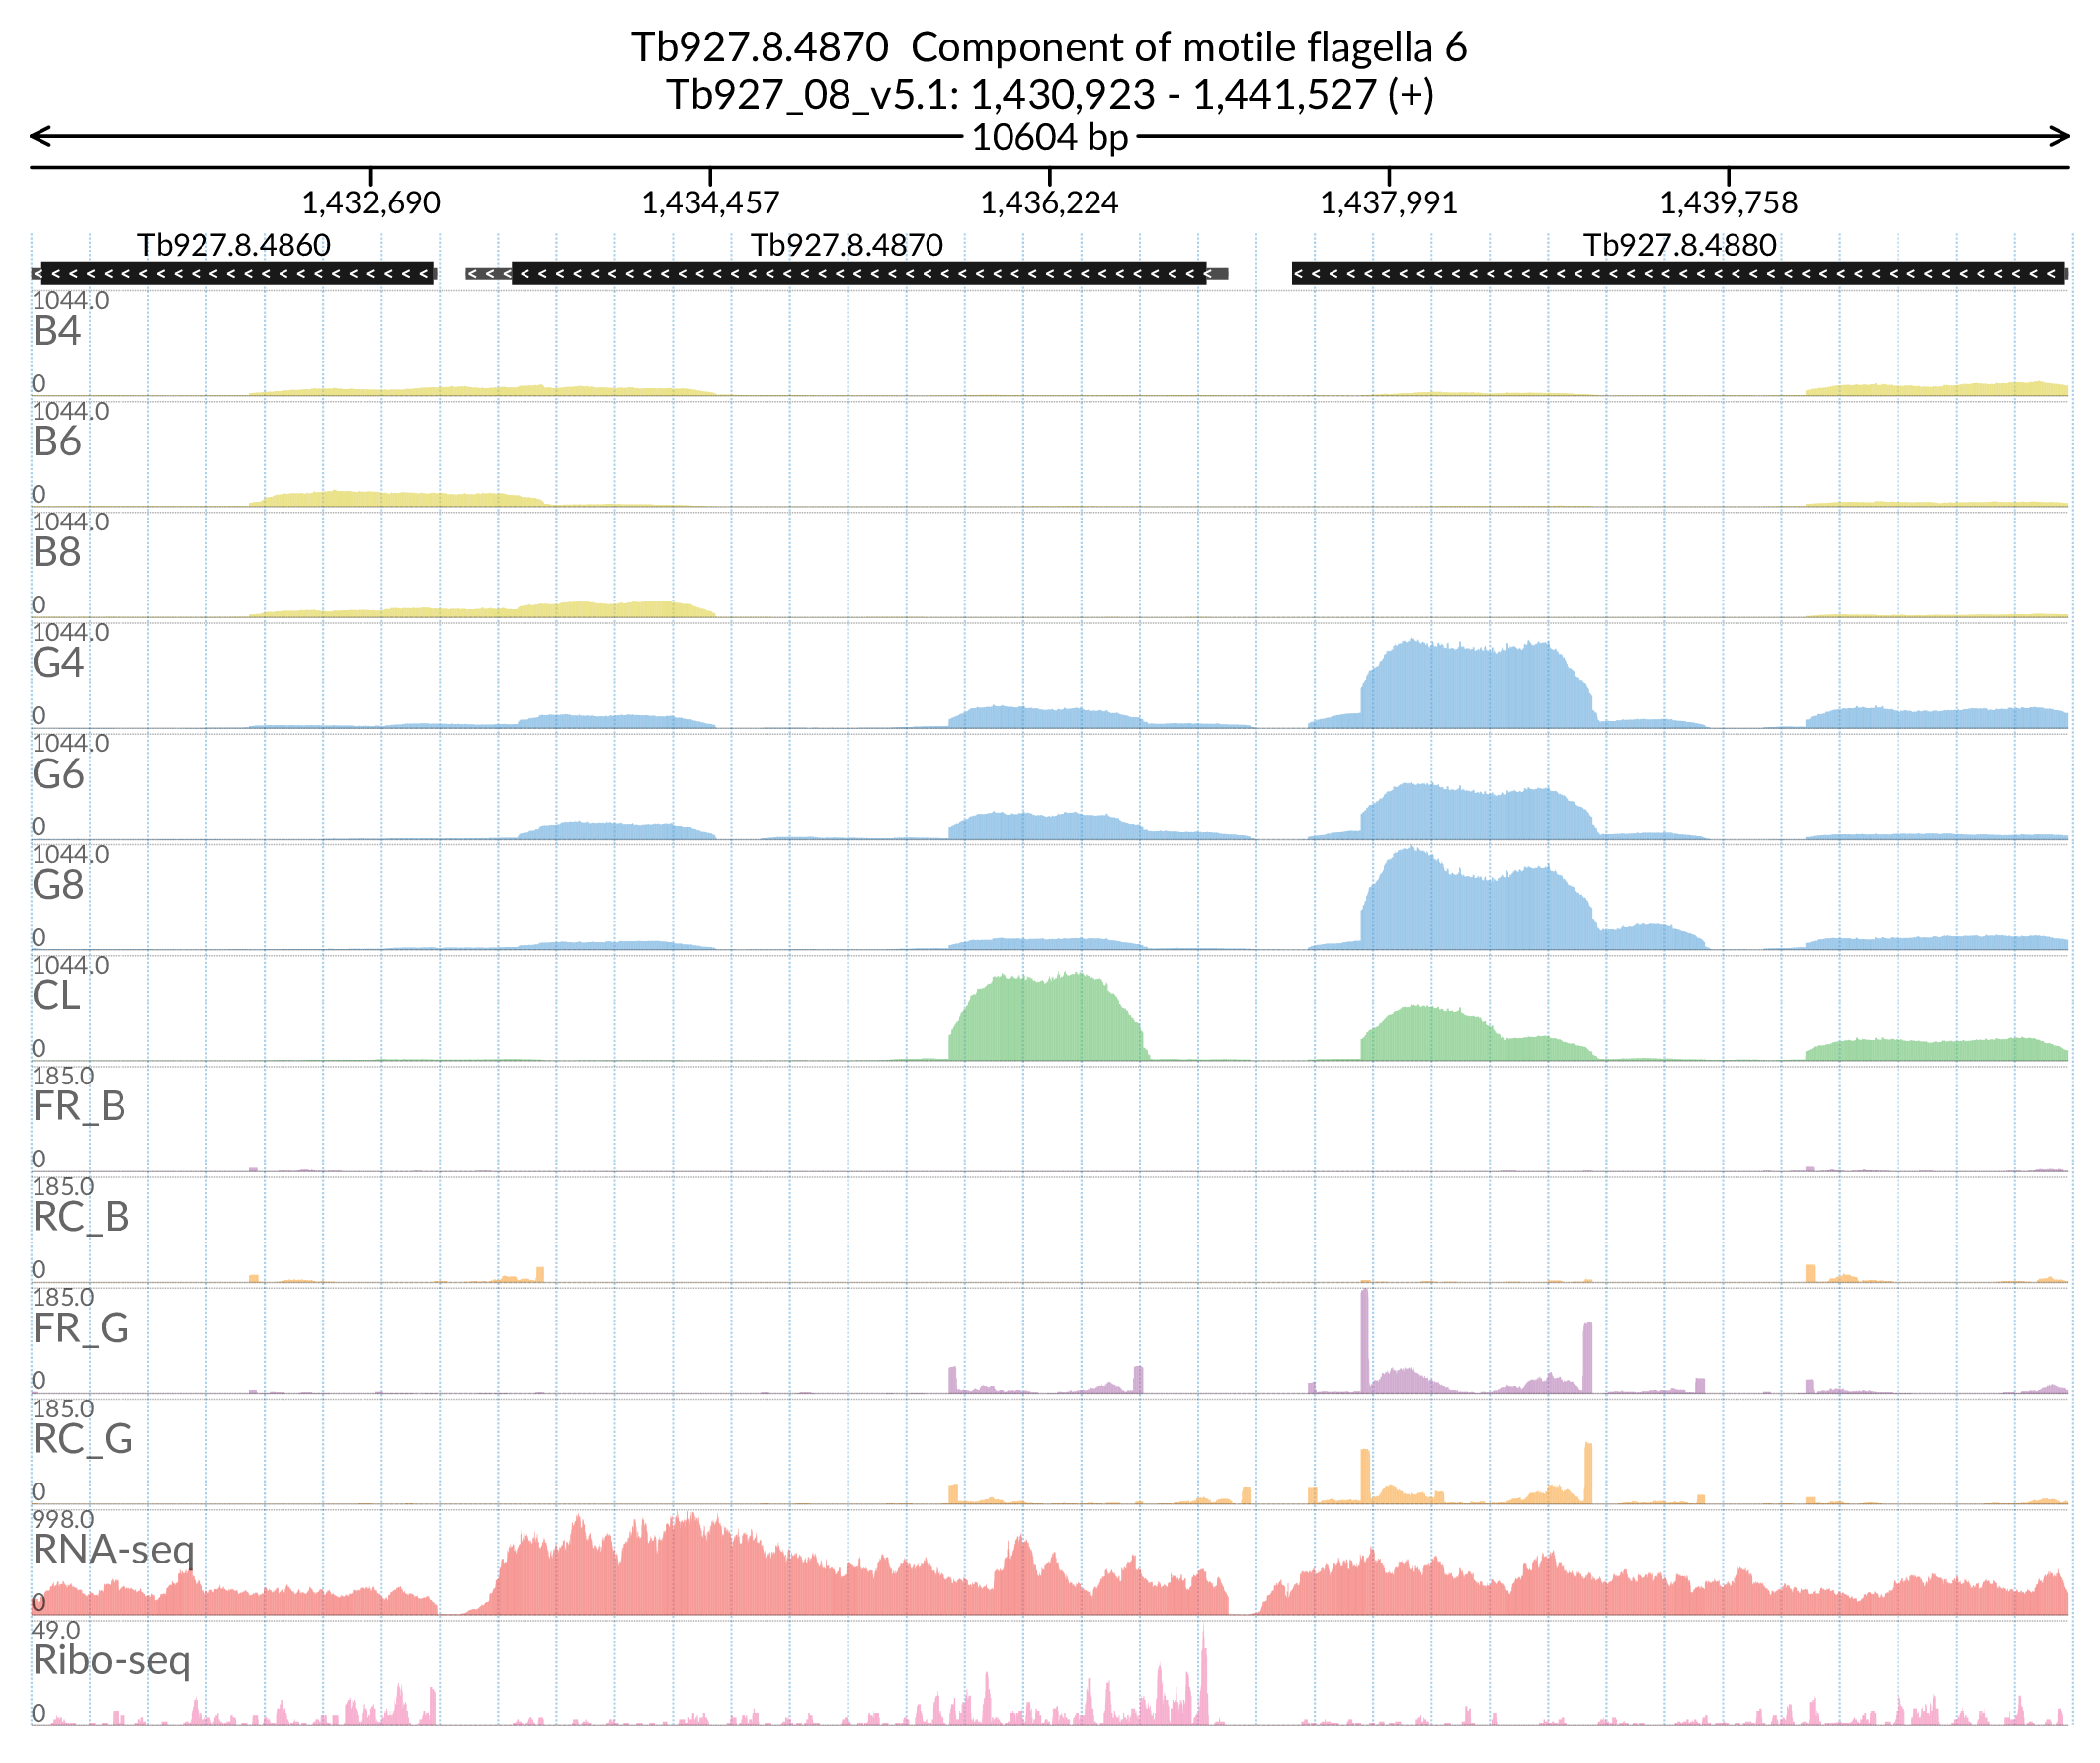 Tb927.8.4870  Component of motile flagella 6
Tb927_08_v5.1: 1,430,923 - 1,441,527 (+)
10604 bp
1,432,690 1,434,457 1,436,224 1,437,991 1,439,758
Tb927.8.4860 Tb927.8.4870 Tb927.8.4880
1044.0
B4
0
1044.0
B6
0
1044.0
B8
0
1044.0
G4
0
1044.0
G6
0
1044.0
G8
0
1044.0
CL
0
185.0
FR_B
0
185.0
RC_B
0
185.0
FR_G
0
185.0
RC_G
0
998.0
RNA-seq
0
49.0
Ribo-seq
0